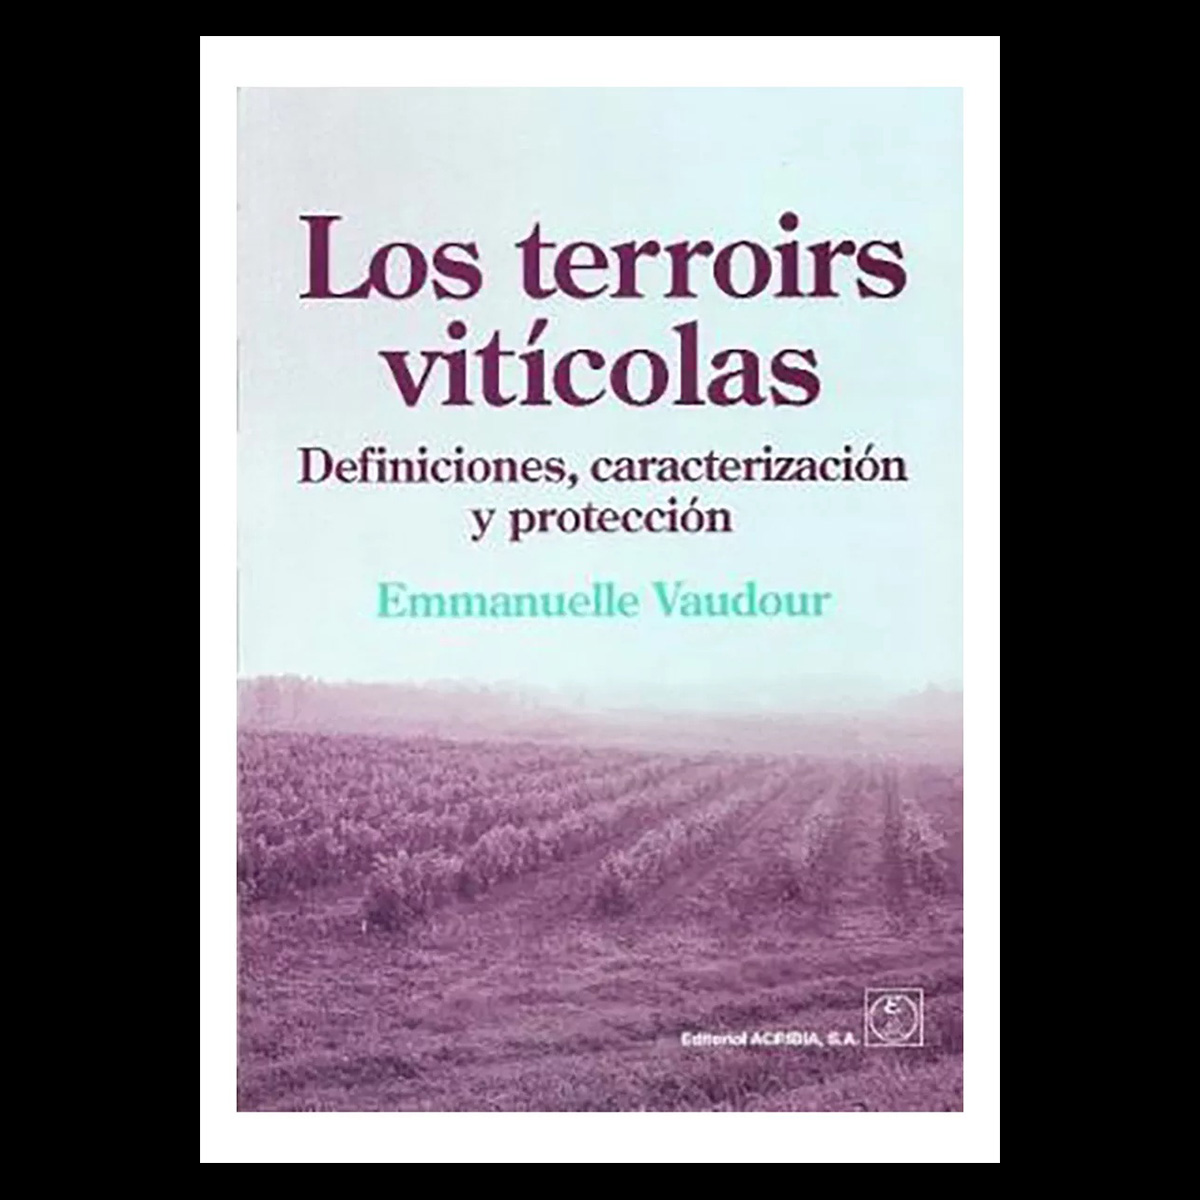 Los terroirs
vitícolas
Definiciones, caracterización
y protección
Emmanuelle Vaudour
Editorial ACRIBIA, S.A.